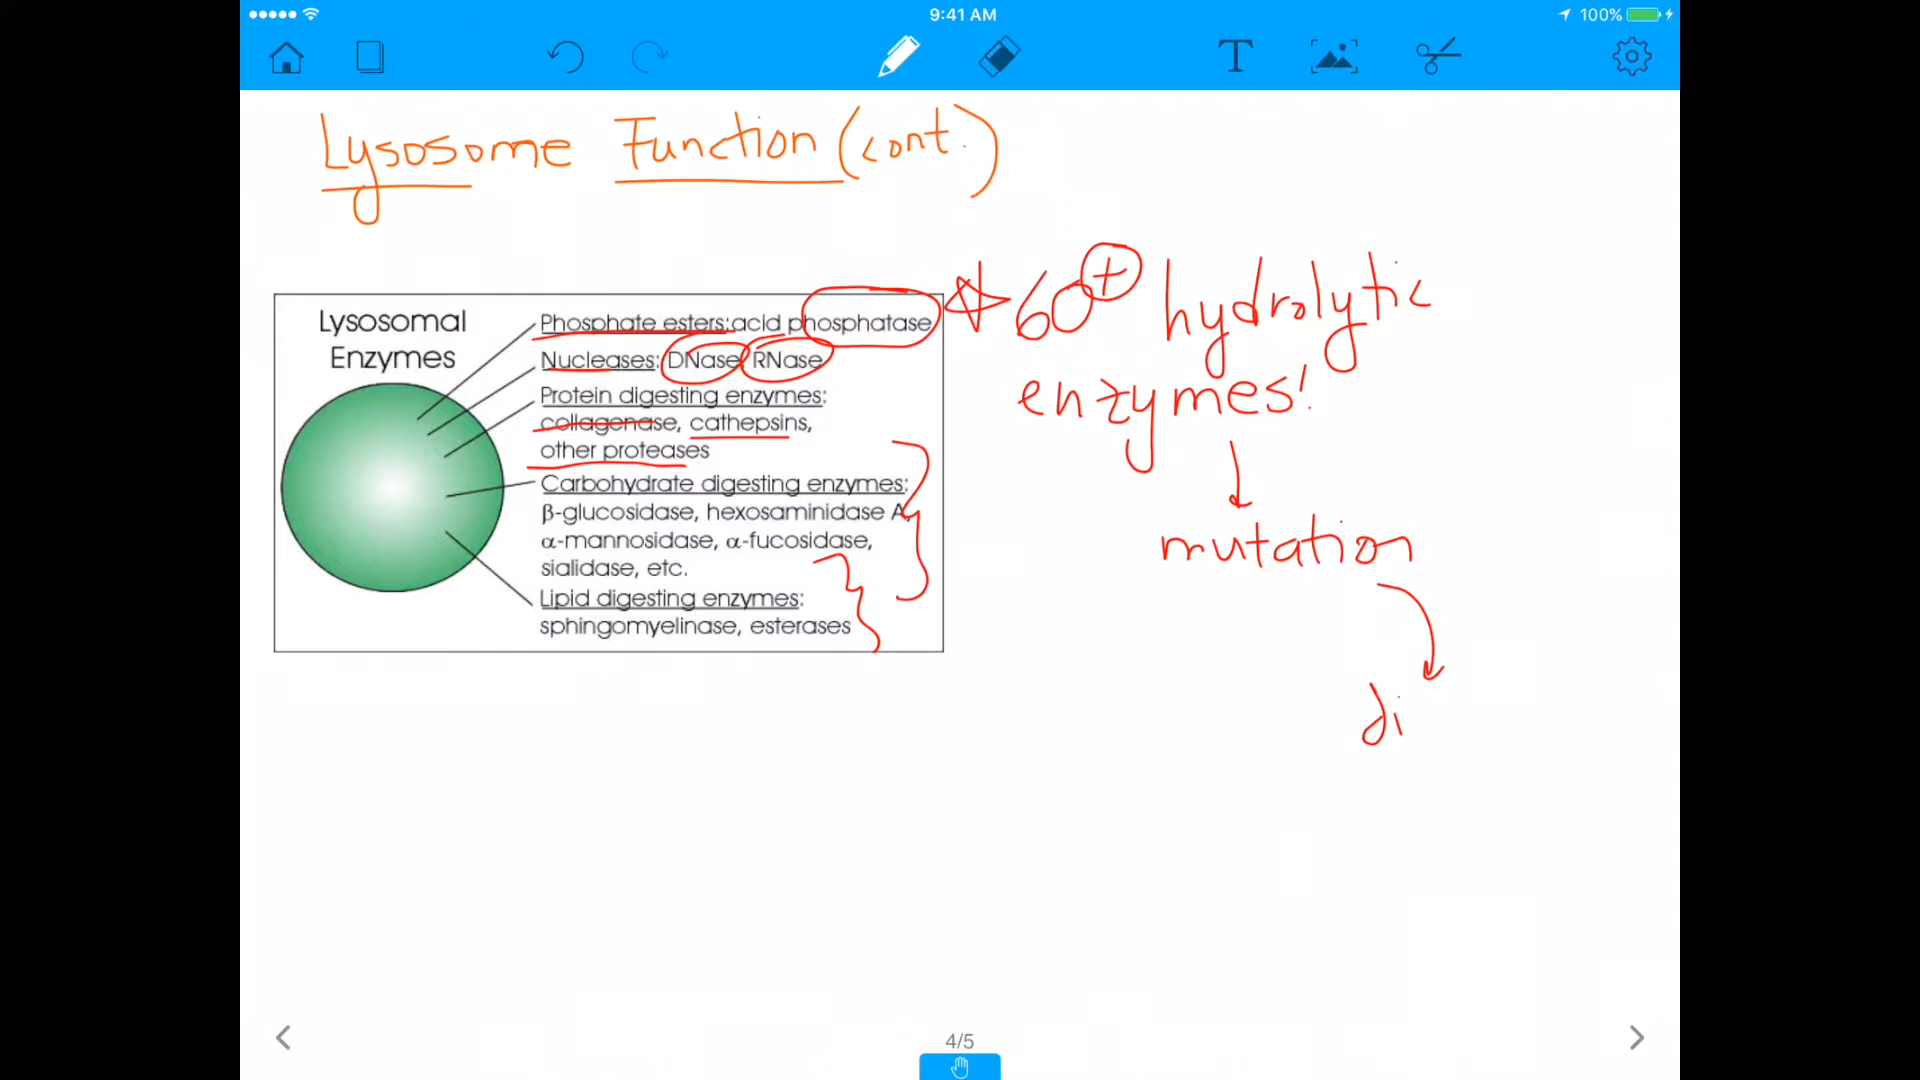 9:41 AM
100%
T
Lysosome Function (cont.)
Lysosomal
Enzymes
Phosphate esters: acid phosphatase
Nucleases: DNase, RNase
Protein digesting enzymes:
collagenase, cathepsins,
other proteases
Carbohydrate digesting enzymes:
β-glucosidase, hexosaminidase A,
α-mannosidase, α-fucosidase,
sialidase, etc.
Lipid digesting enzymes:
sphingomyelinase, esterases
60+ hydrolytic
enzymes!
mutation
di
4/5